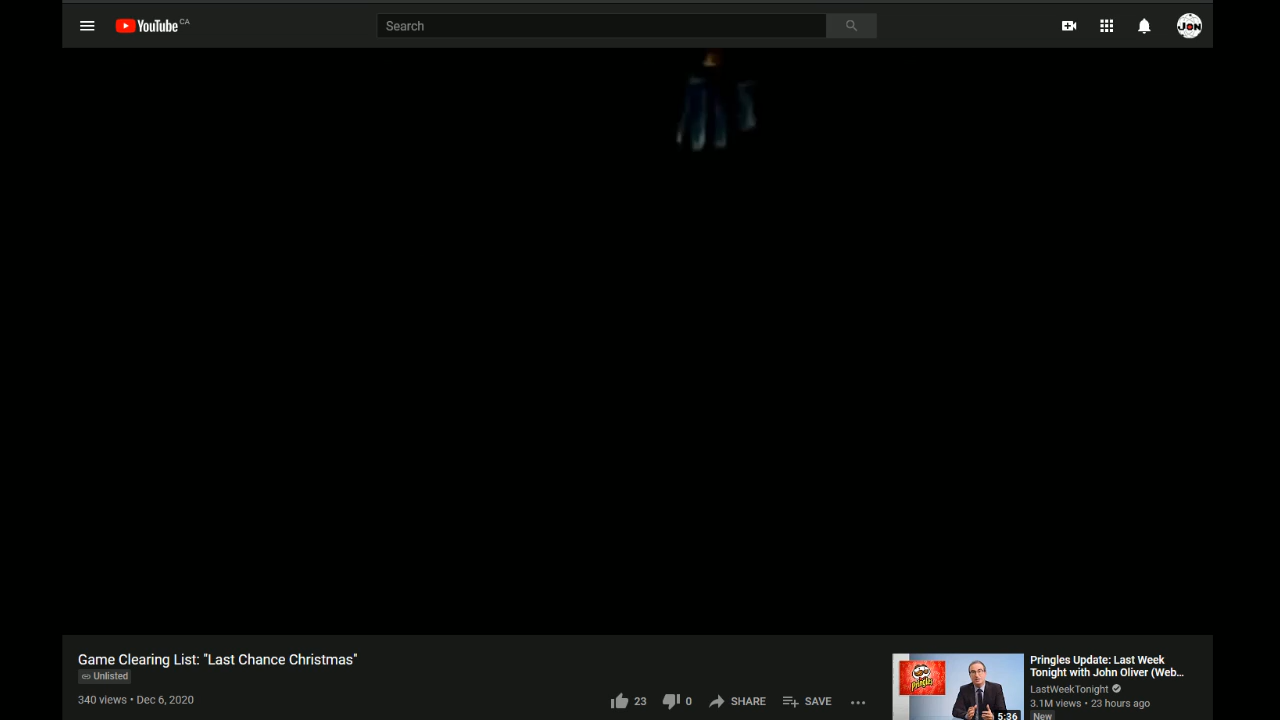 YouTube CA
Search
JON
Game Clearing List: "Last Chance Christmas"
Unlisted
340 views • Dec 6, 2020
23
0
SHARE
SAVE
Pringles
5:36
Pringles Update: Last Week
Tonight with John Oliver (Web...
LastWeekTonight
3.1M views • 23 hours ago
New